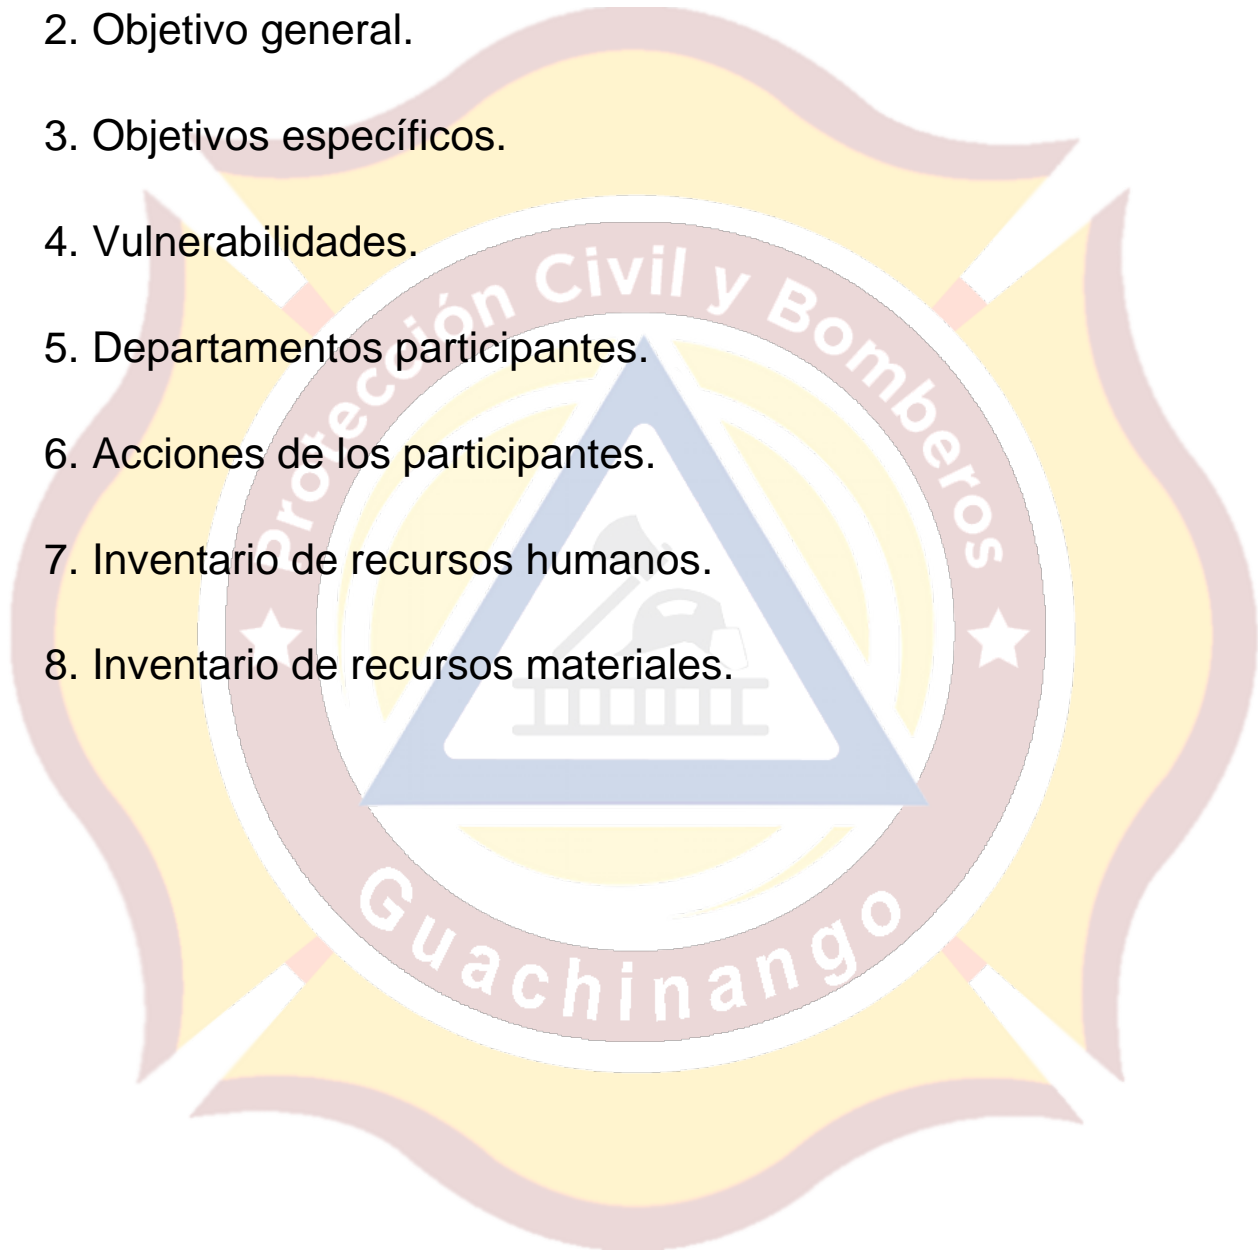 2. Objetivo general.
3. Objetivos específicos.
4. Vulnerabilidades.
5. Departamentos participantes.
6. Acciones de los participantes.
7. Inventario de recursos humanos.
8. Inventario de recursos materiales.
Protección Civil y Bomberos
Guachinango